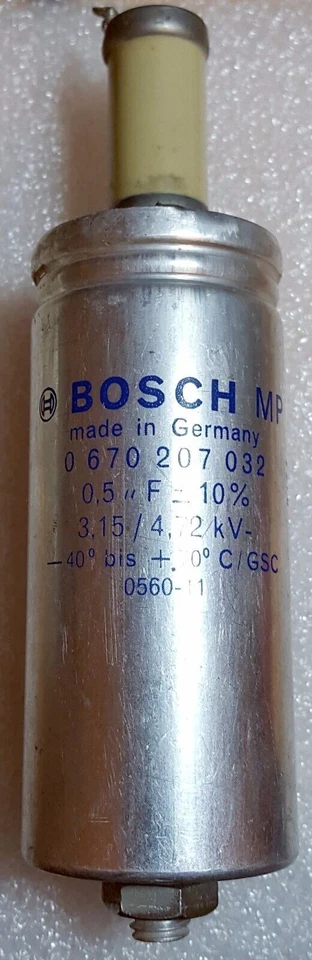 BOSCH MP
made in Germany
0 670 207 032
0,5 µF ± 10%
3,15/4,72/kV-
-40° bis +70° C/GSC
0560-11